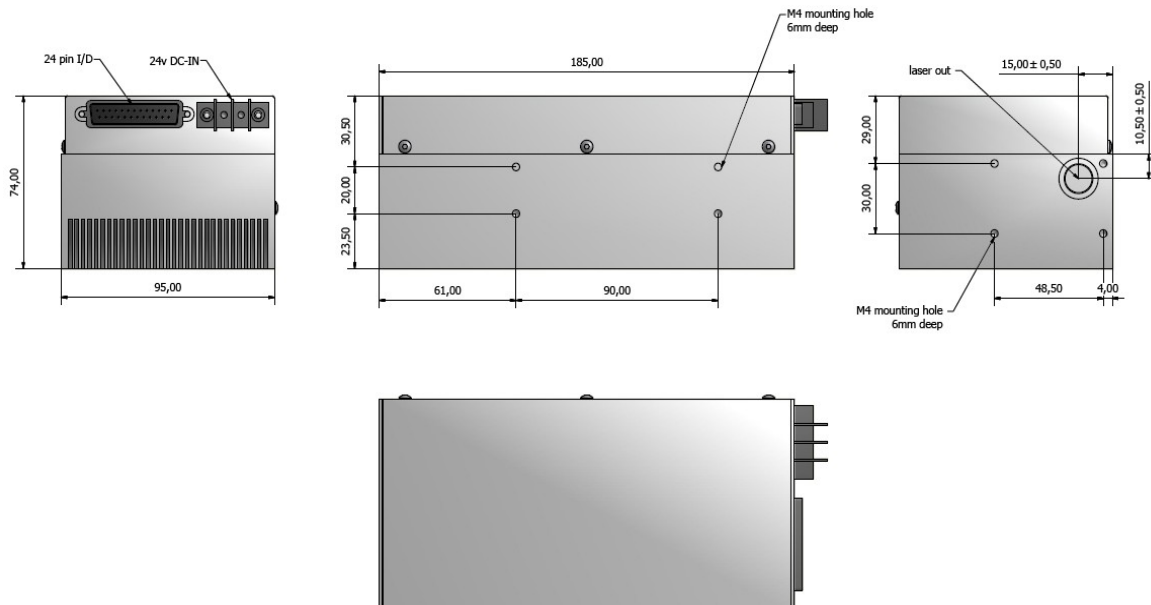 24 pin I/D
24v DC-IN
74,00
95,00
M4 mounting hole
6mm deep
185,00
30,50
20,00
23,50
61,00
90,00
laser out
15,00± 0,50
10,50 ± 0,50
29,00
30,00
48,50
4,00
M4 mounting hole
6mm deep